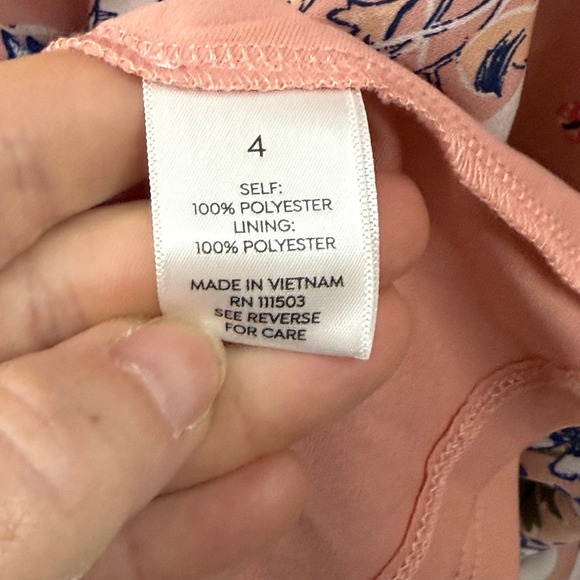 4
SELF:
100% POLYESTER
LINING:
100% POLYESTER
MADE IN VIETNAM
RN 111503
SEE REVERSE
FOR CARE